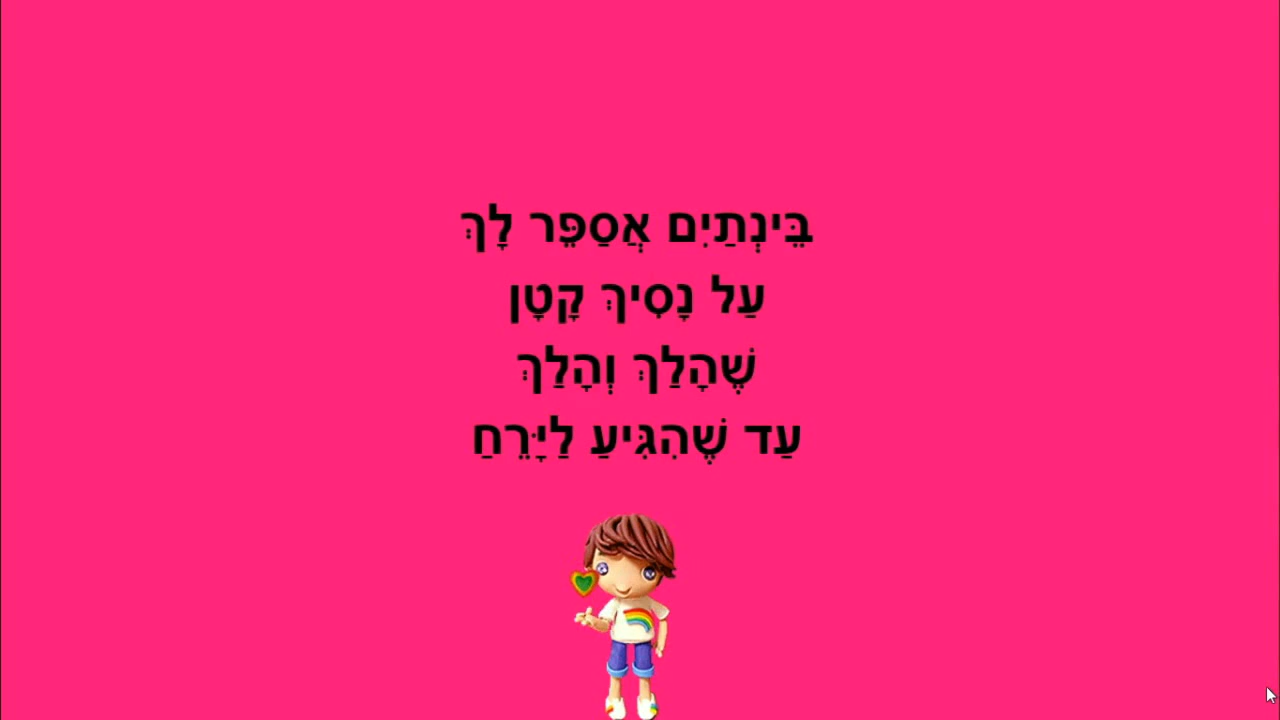 בֵּינְתַיִם אֲסַפֵּר לָךְ
עַל נָסִיךְ קָטָן
שֶׁהָלַךְ וְהָלַךְ
עַד שֶׁהִגִּיעַ לַיָּרֵחַ